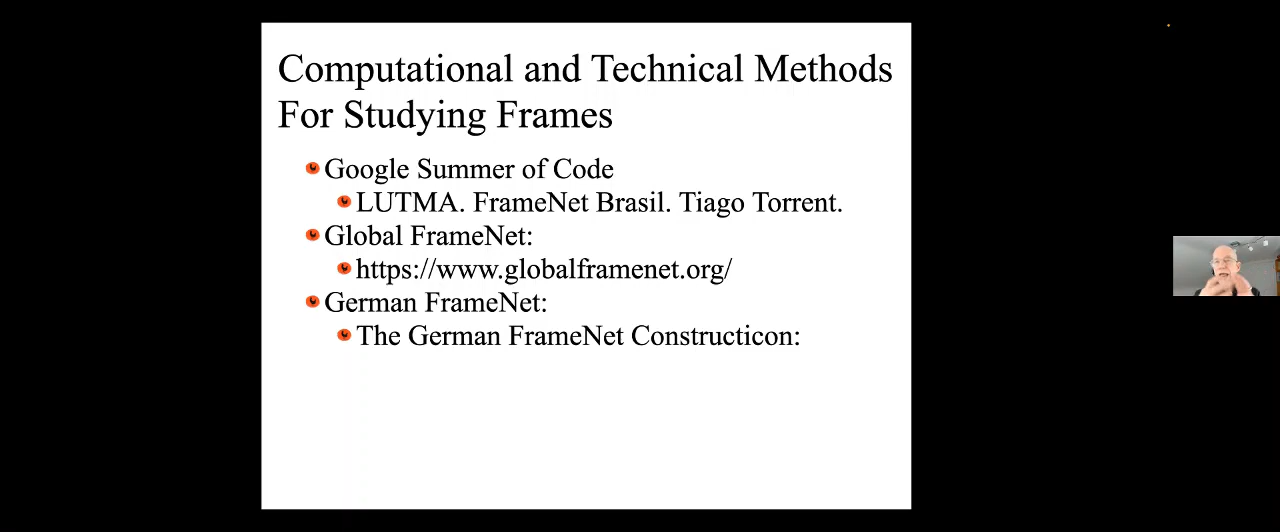 Computational and Technical Methods
For Studying Frames
Google Summer of Code
LUTMA. FrameNet Brasil. Tiago Torrent.
Global FrameNet:
https://www.globalframenet.org/
German FrameNet:
The German FrameNet Constructicon: